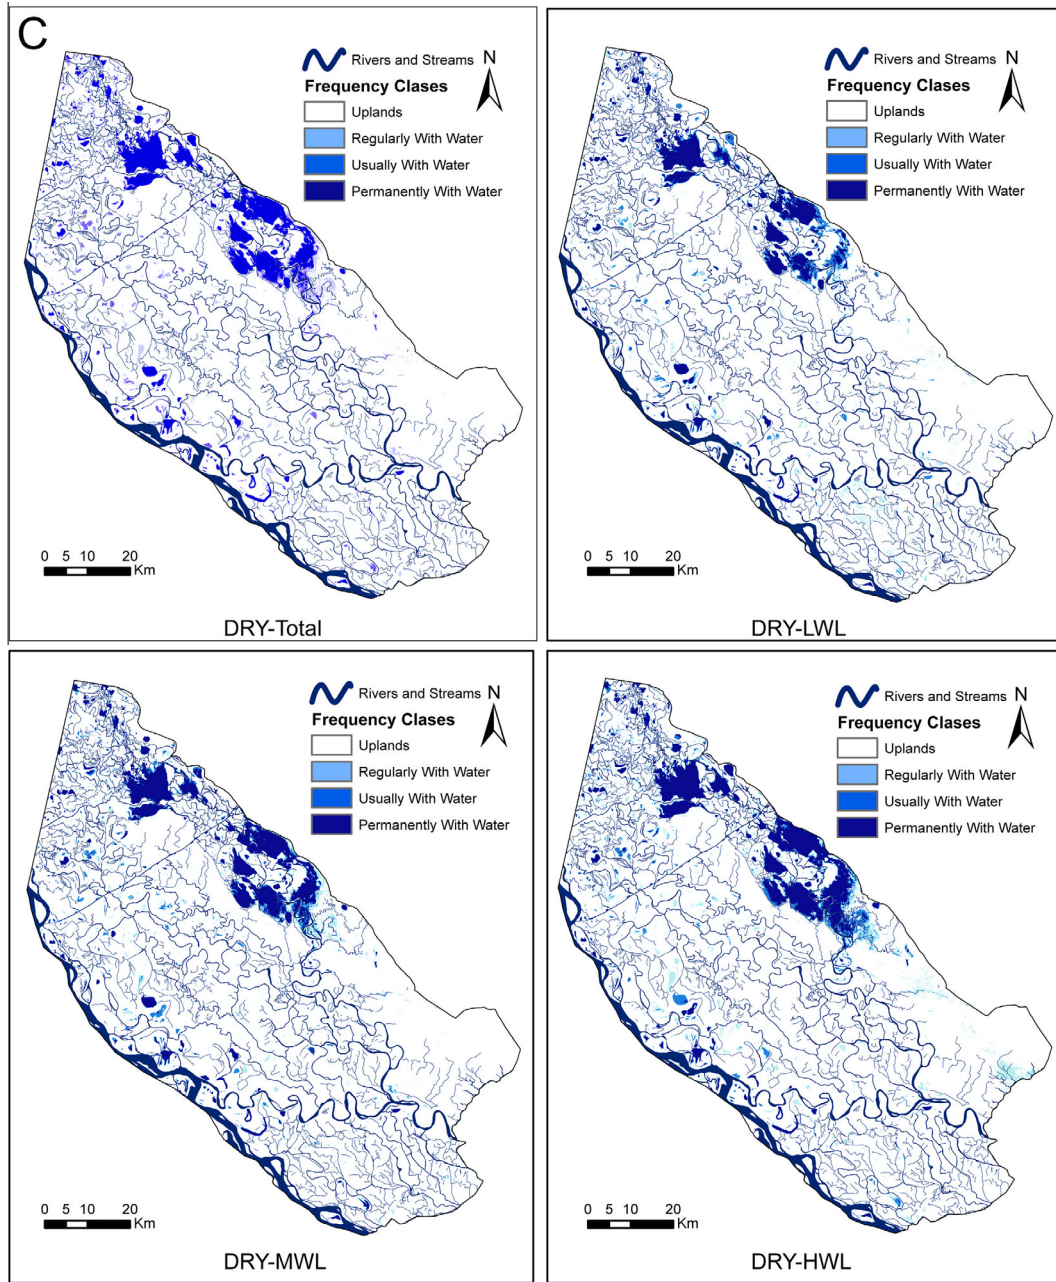 C
Rivers and Streams N
Frequency Clases
Uplands
Regularly With Water
Usually With Water
Permanently With Water
0 5 10 20
Km
DRY-Total
Rivers and Streams N
Frequency Clases
Uplands
Regularly With Water
Usually With Water
Permanently With Water
0 5 10 20
Km
DRY-LWL
Rivers and Streams N
Frequency Clases
Uplands
Regularly With Water
Usually With Water
Permanently With Water
0 5 10 20
Km
DRY-MWL
Rivers and Streams N
Frequency Clases
Uplands
Regularly With Water
Usually With Water
Permanently With Water
0 5 10 20
Km
DRY-HWL